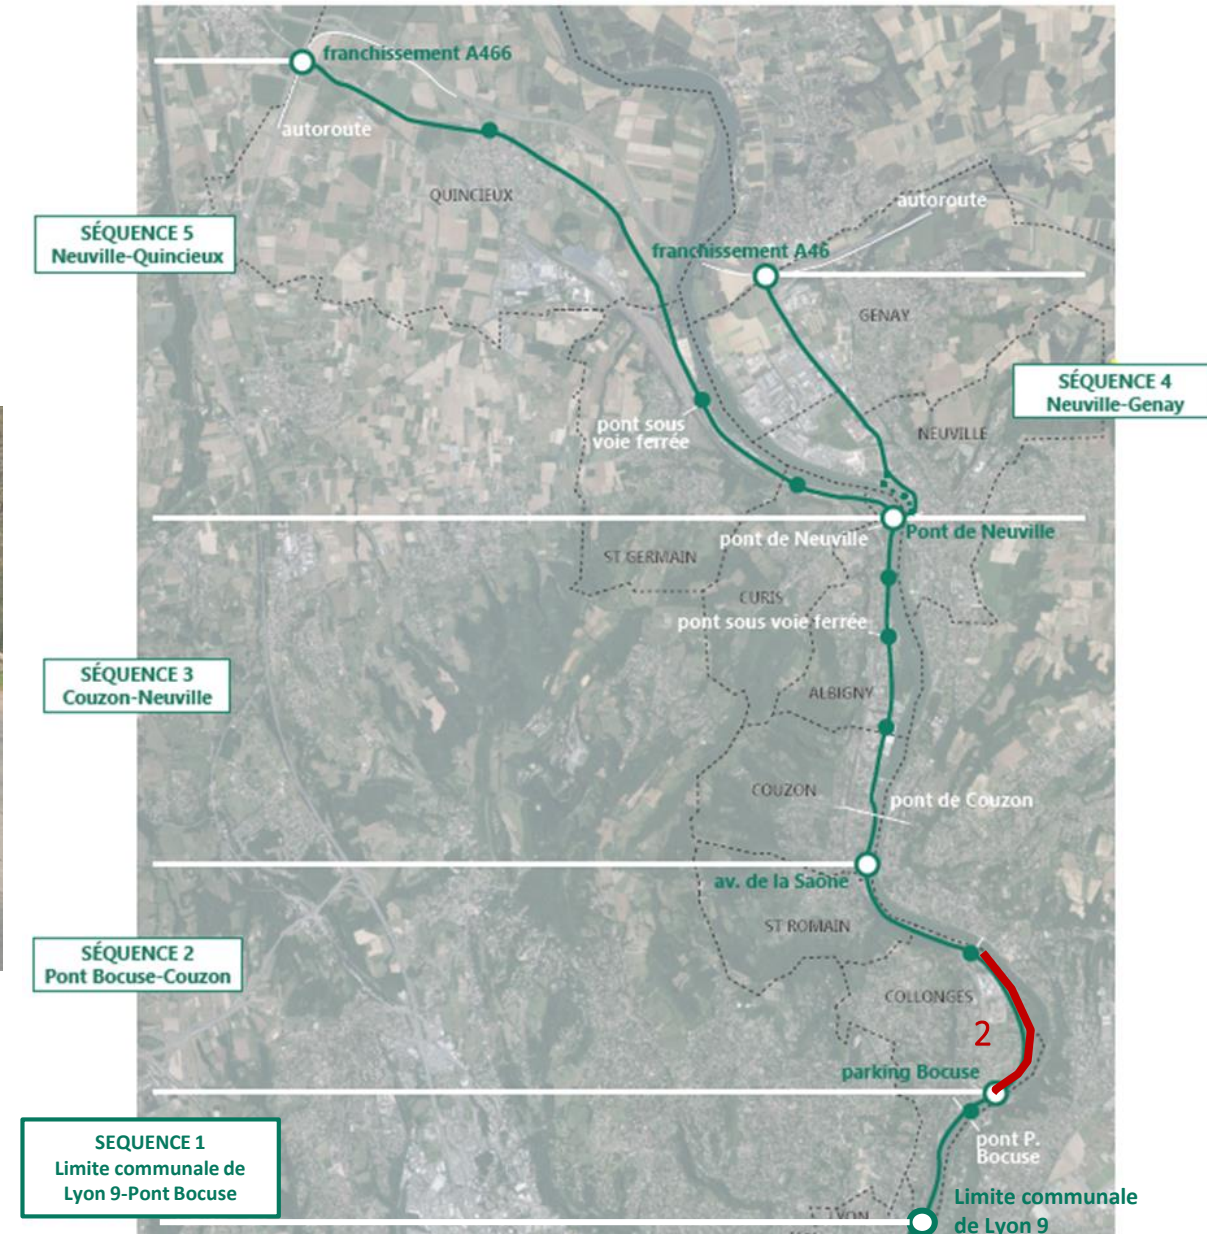 franchissement A466
autoroute
QUINCIEUX
autoroute
SÉQUENCE 5
Neuville-Quincieux
franchissement A46
GENAY
SÉQUENCE 4
Neuville-Genay
pont sous
voie ferrée
NEUVILLE
pont de Neuville
Pont de Neuville
ST GERMAIN
CURIS
pont sous voie ferrée
SÉQUENCE 3
Couzon-Neuville
ALBIGNY
COUZON
pont de Couzon
av. de la Saône
ST ROMAIN
SÉQUENCE 2
Pont Bocuse-Couzon
COLLONGES
2
parking Bocuse
SEQUENCE 1
Limite communale de
Lyon 9-Pont Bocuse
pont P.
Bocuse
LYON
Limite communale
de Lyon 9